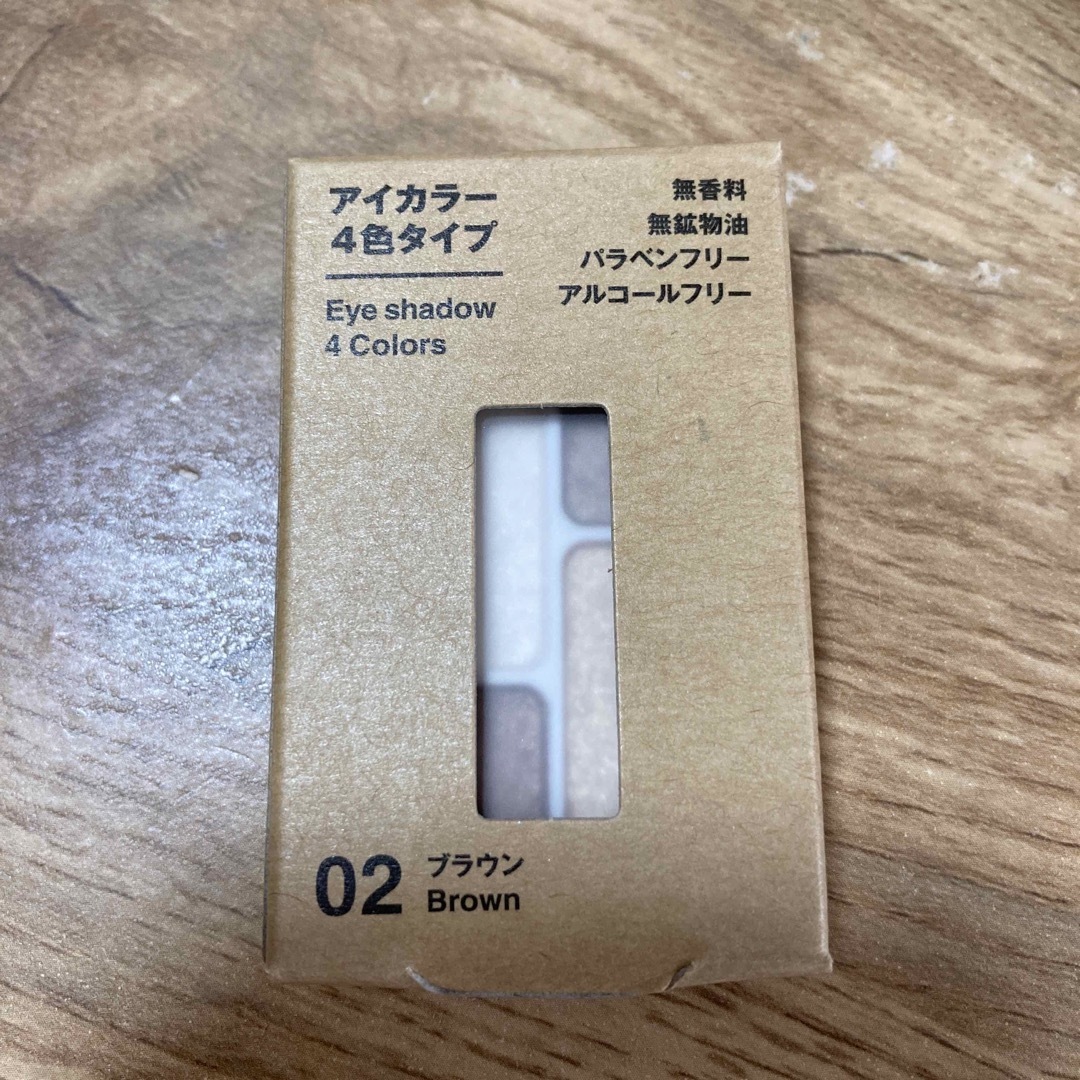 アイカラー
4色タイプ
Eye shadow
4 Colors
無香料
無鉱物油
パラベンフリー
アルコールフリー
02
ブラウン
Brown